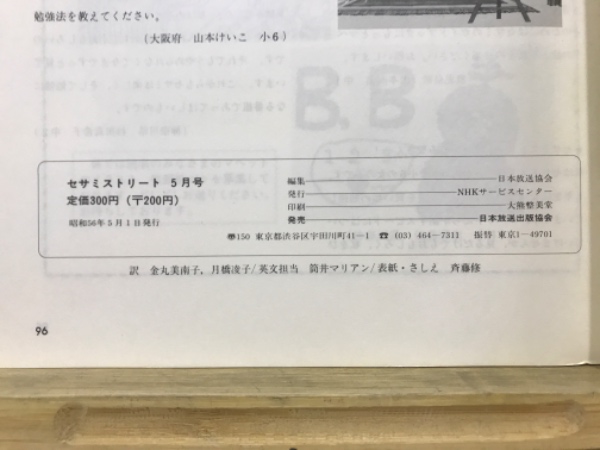 勉強法を教えてください。
(大阪府 山本けいこ 小6)
B.B
セサミストリート 5月号
定価300円(〒200円)
昭和56年5月1日発行
編集 日本放送協会
発行 NHKサービスセンター
印刷 大熊整美堂
発売 日本放送出版協会
〠150 東京都渋谷区宇田川町41−1 ☎(03) 464−7311 振替 東京1−49701
訳 金丸美南子, 月橋凌子/英文担当 筒井マリアン/表紙・さしえ 斉藤修
96